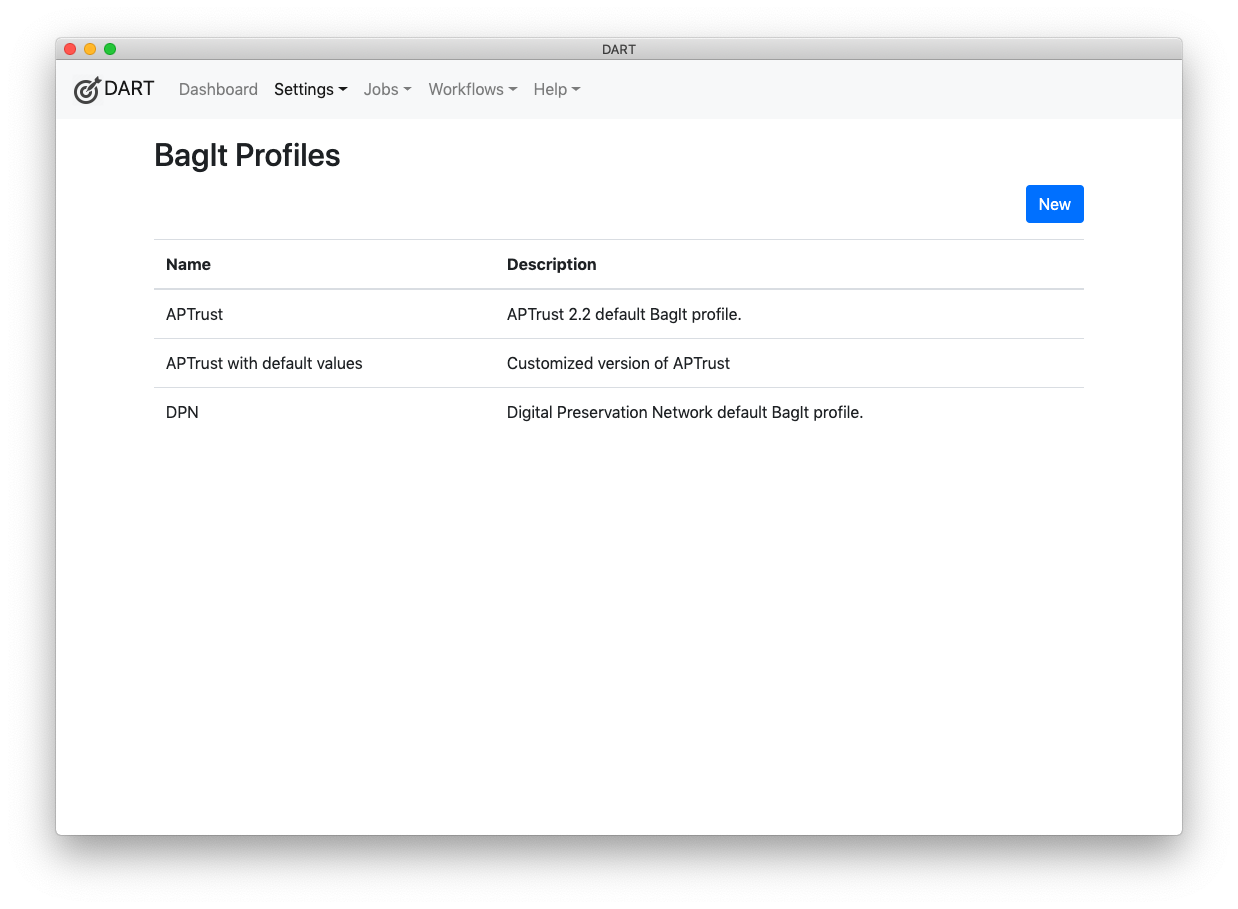 DART
DART Dashboard Settings Jobs Workflows Help
BagIt Profiles
New
Name Description
APTrust APTrust 2.2 default BagIt profile.
APTrust with default values Customized version of APTrust
DPN Digital Preservation Network default BagIt profile.